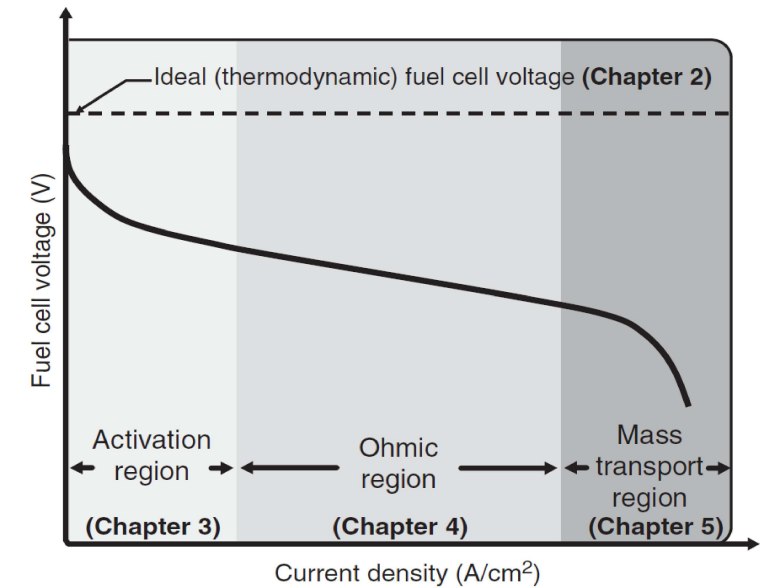 Ideal (thermodynamic) fuel cell voltage (Chapter 2)
Fuel cell voltage (V)
Activation
region
(Chapter 3)
Ohmic
region
(Chapter 4)
Mass
transport
region
(Chapter 5)
Current density (A/cm²)